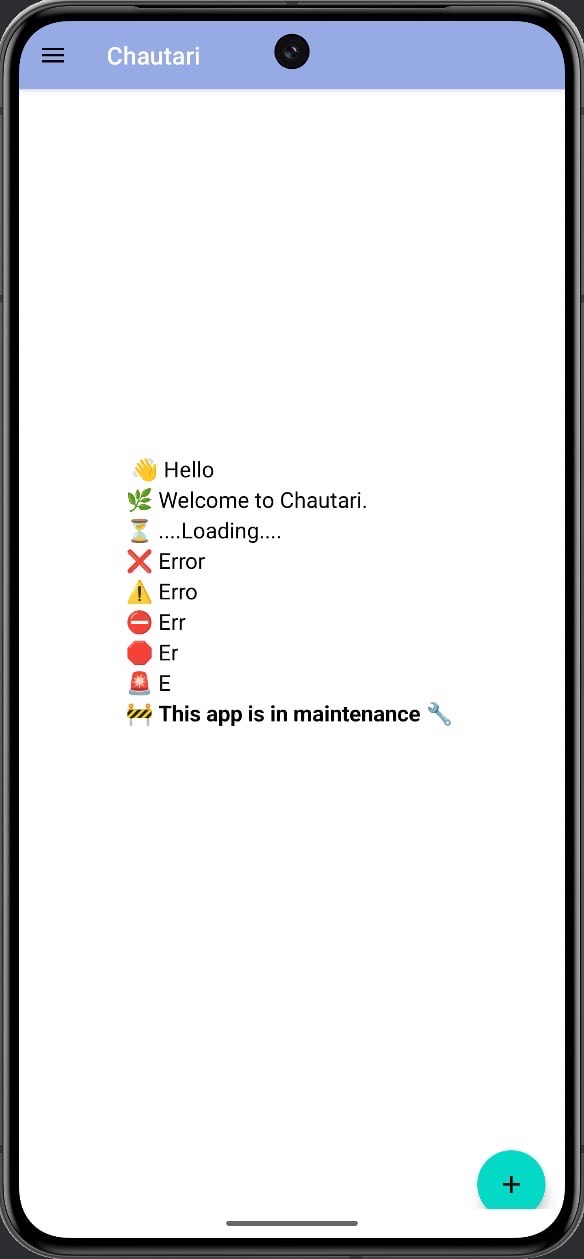 Chautari
👋 Hello
🌿 Welcome to Chautari.
⏳ ....Loading....
❌ Error
⚠️ Erro
⛔ Err
🛑 Er
🚨 E
🚧 This app is in maintenance 🔧
+